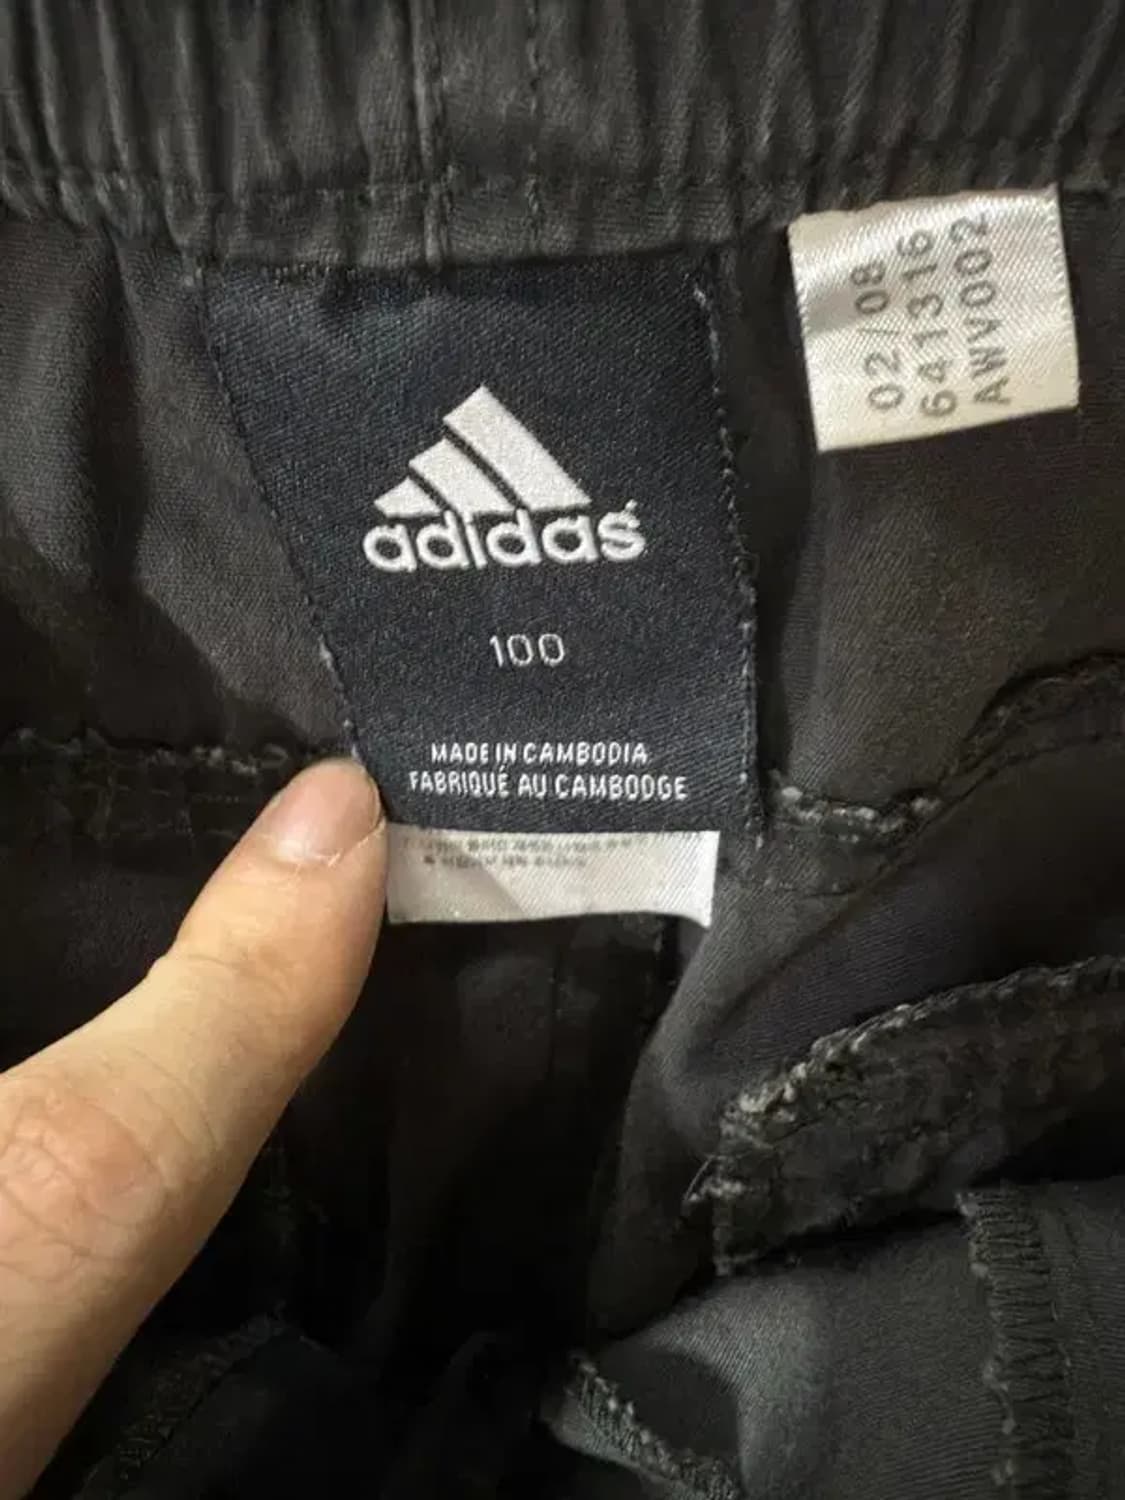 adidas
100
MADE IN CAMBODIA
FABRIQUÉ AU CAMBODGE
02/08
641316
AWV002